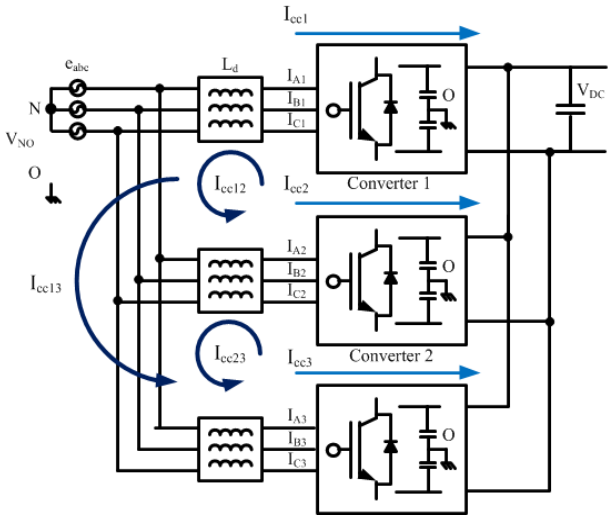 I_cc1
e_abc
L_d
I_A1
I_B1
I_C1
N
V_NO
O
O
V_DC
Converter 1
I_cc12
I_cc2
I_A2
I_B2
I_C2
O
Converter 2
I_cc13
I_cc23
I_cc3
I_A3
I_B3
I_C3
O